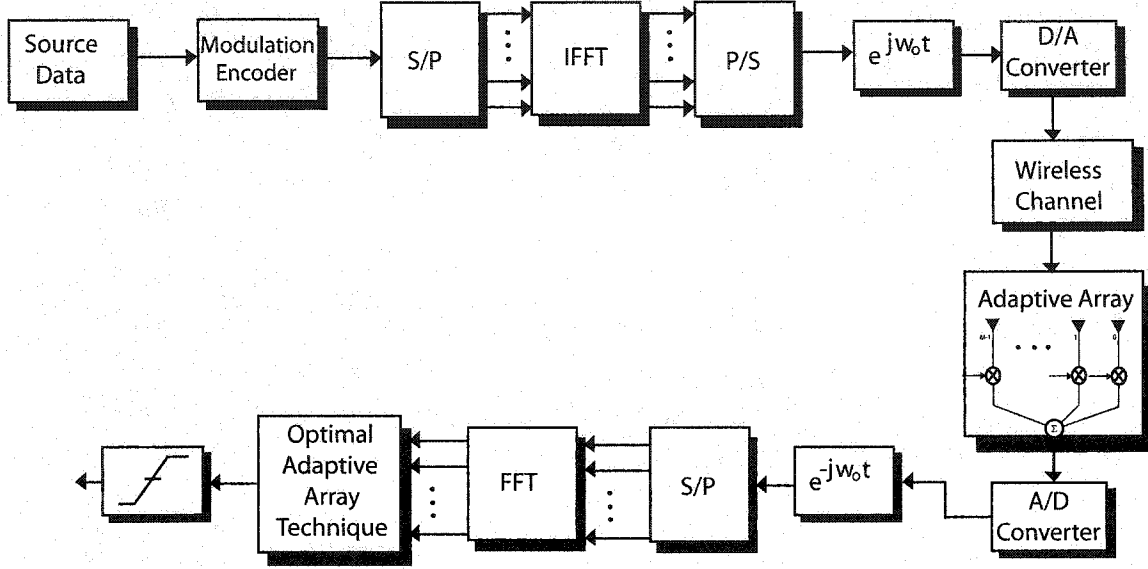 Source
Data
Modulation
Encoder
S/P
IFFT
P/S
e^jw₀t
D/A
Converter
Wireless
Channel
Adaptive Array
M-1
1
0
Σ
A/D
Converter
e^-jw₀t
S/P
FFT
Optimal
Adaptive
Array
Technique